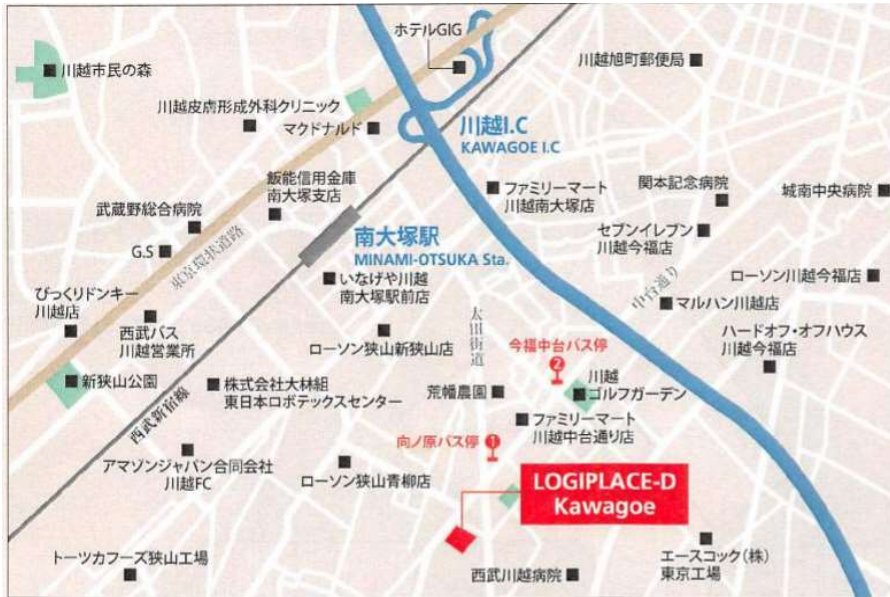 ホテルGIG
川越市民の森
川越旭町郵便局
川越皮膚形成外科クリニック
マクドナルド
川越I.C
KAWAGOE I.C
飯能信用金庫
南大塚支店
ファミリーマート
川越南大塚店
関本記念病院
城南中央病院
武蔵野総合病院
セブンイレブン
川越今福店
G.S
東京環状道路
南大塚駅
MINAMI-OTSUKA Sta.
いなげや川越
南大塚駅前店
中台通り
ローソン川越今福店
びっくりドンキー
川越店
マルハン川越店
西武バス
川越営業所
ローソン狭山新狭山店
太田街道
今福中台バス停
2
ハードオフ・オフハウス
川越今福店
新狭山公園
西武新宿線
株式会社大林組
東日本ロボテックスセンター
荒幡農園
川越
ゴルフガーデン
ファミリーマート
川越中台通り店
向ノ原バス停
1
アマゾンジャパン合同会社
川越FC
ローソン狭山青柳店
LOGIPLACE-D
Kawagoe
トーツカフーズ狭山工場
西武川越病院
エースコック(株)
東京工場